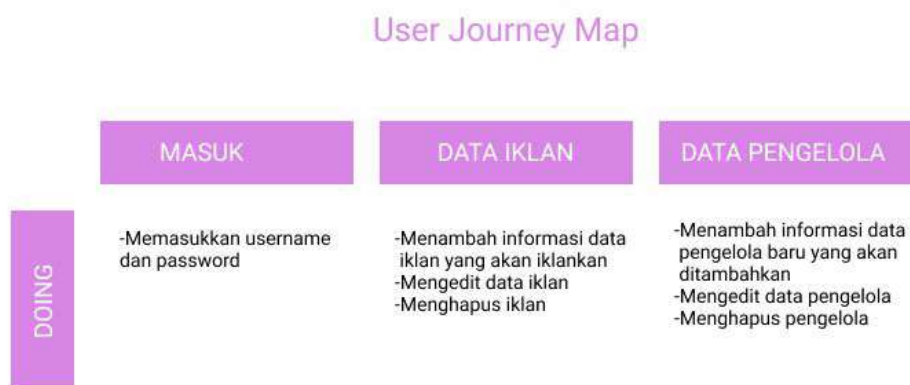 User Journey Map
MASUK
DATA IKLAN
DATA PENGELOLA
DOING
-Memasukkan username
dan password
-Menambah informasi data
iklan yang akan iklankan
-Mengedit data iklan
-Menghapus iklan
-Menambah informasi data
pengelola baru yang akan
ditambahkan
-Mengedit data pengelola
-Menghapus pengelola